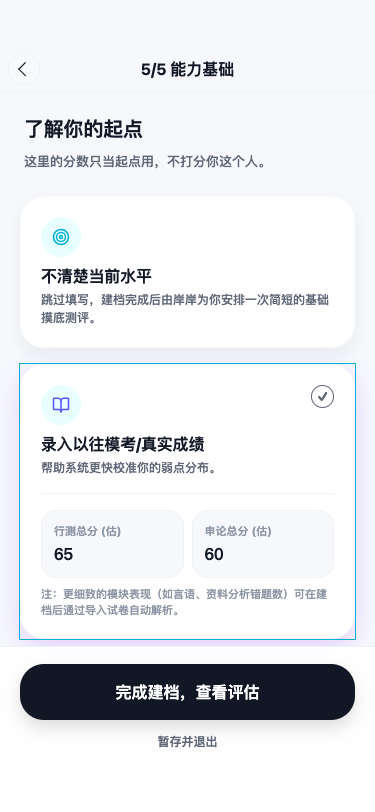 5/5 能力基础
了解你的起点
这里的分数只当起点用，不打分你这个人。
不清楚当前水平
跳过填写，建档完成后由岸岸为你安排一次简短的基础
摸底测评。
录入以往模考/真实成绩
帮助系统更快校准你的弱点分布。
行测总分 (估)
65
申论总分 (估)
60
注：更细致的模块表现（如言语、资料分析错题数）可在建
档后通过导入试卷自动解析。
完成建档，查看评估
暂存并退出